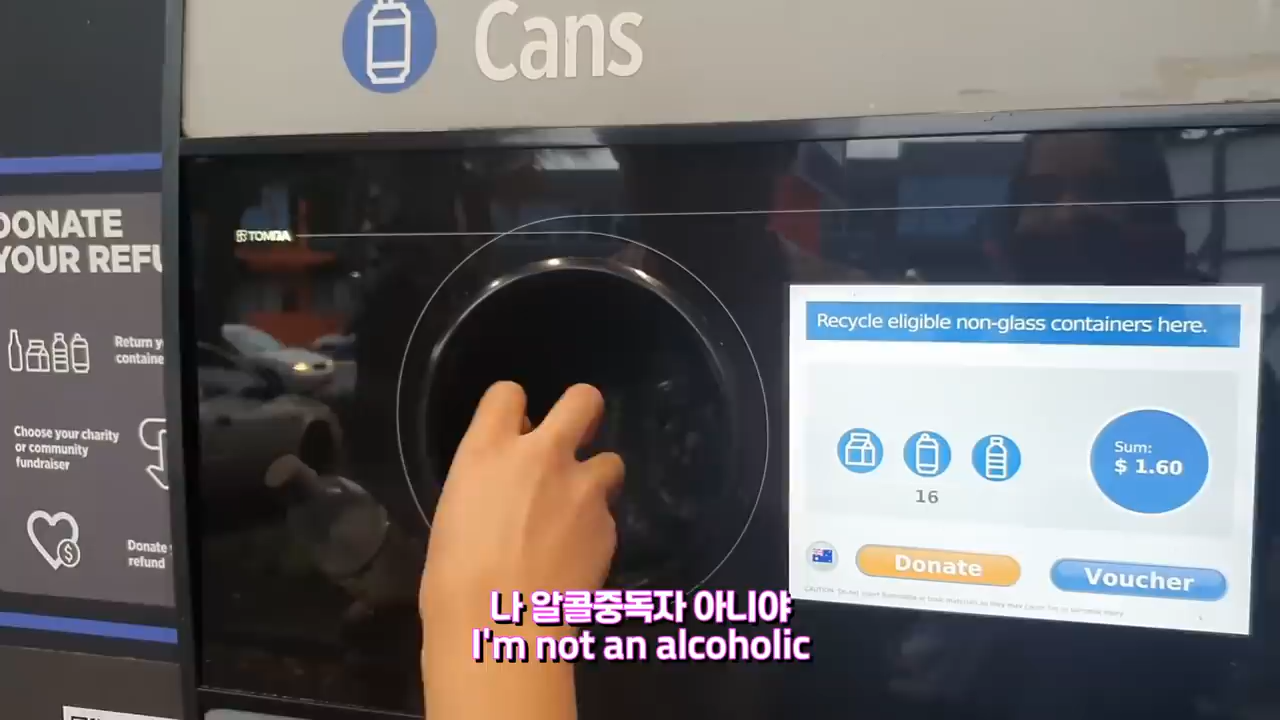 Cans
DONATE
YOUR REFU
TOMRA
Return y
containe
Choose your charity
or community
fundraiser
Donate
refund
Recycle eligible non-glass containers here.
16
Sum:
$ 1.60
Donate
Voucher
나 알콜중독자 아니야
I'm not an alcoholic